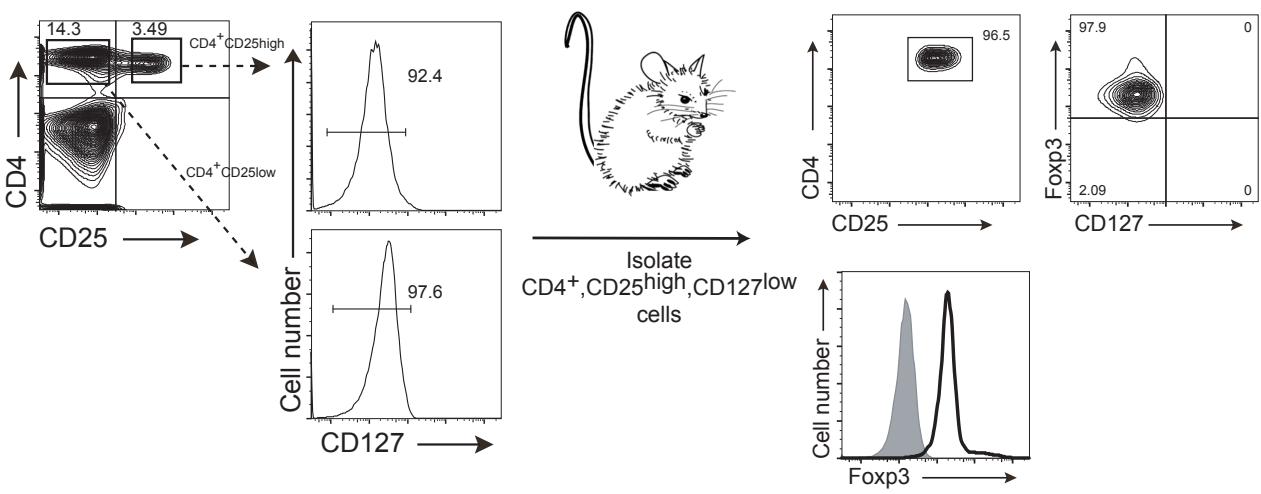 14.3
3.49
CD4+CD25high
CD4
CD4+CD25low
CD25
92.4
97.6
Cell number
CD127
Isolate
CD4+,CD25high,CD127low
cells
96.5
CD4
CD25
97.9
0
Foxp3
2.09
0
CD127
Cell number
Foxp3